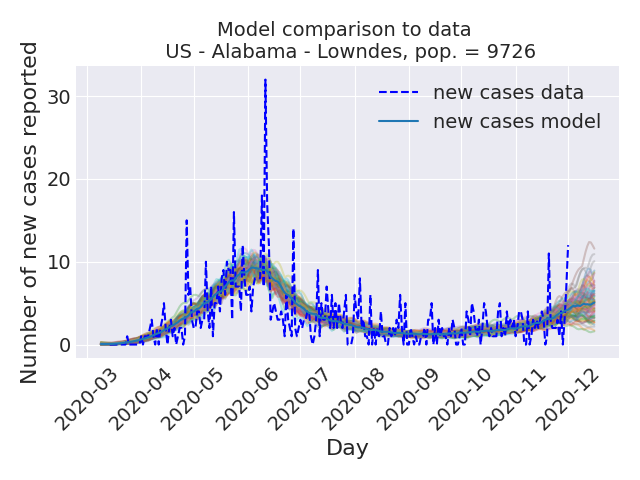 Model comparison to data
US - Alabama - Lowndes, pop. = 9726
new cases data
new cases model
Number of new cases reported
30
20
10
0
2020-03
2020-04
2020-05
2020-06
2020-07
2020-08
2020-09
2020-10
2020-11
2020-12
Day